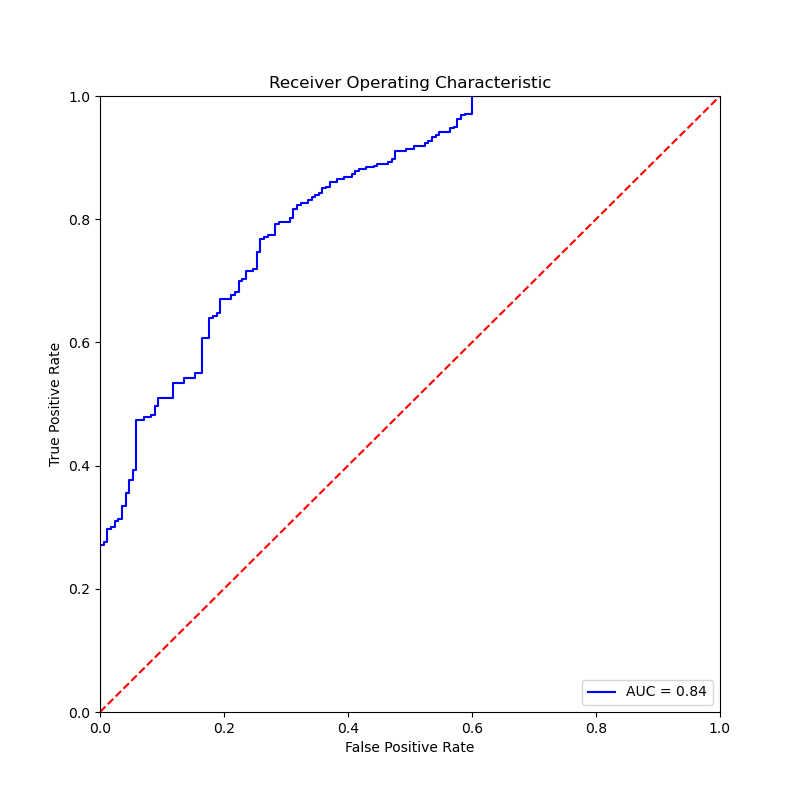 Receiver Operating Characteristic
1.0
0.8
0.6
0.4
0.2
0.0
True Positive Rate
AUC = 0.84
0.0 0.2 0.4 0.6 0.8 1.0
False Positive Rate